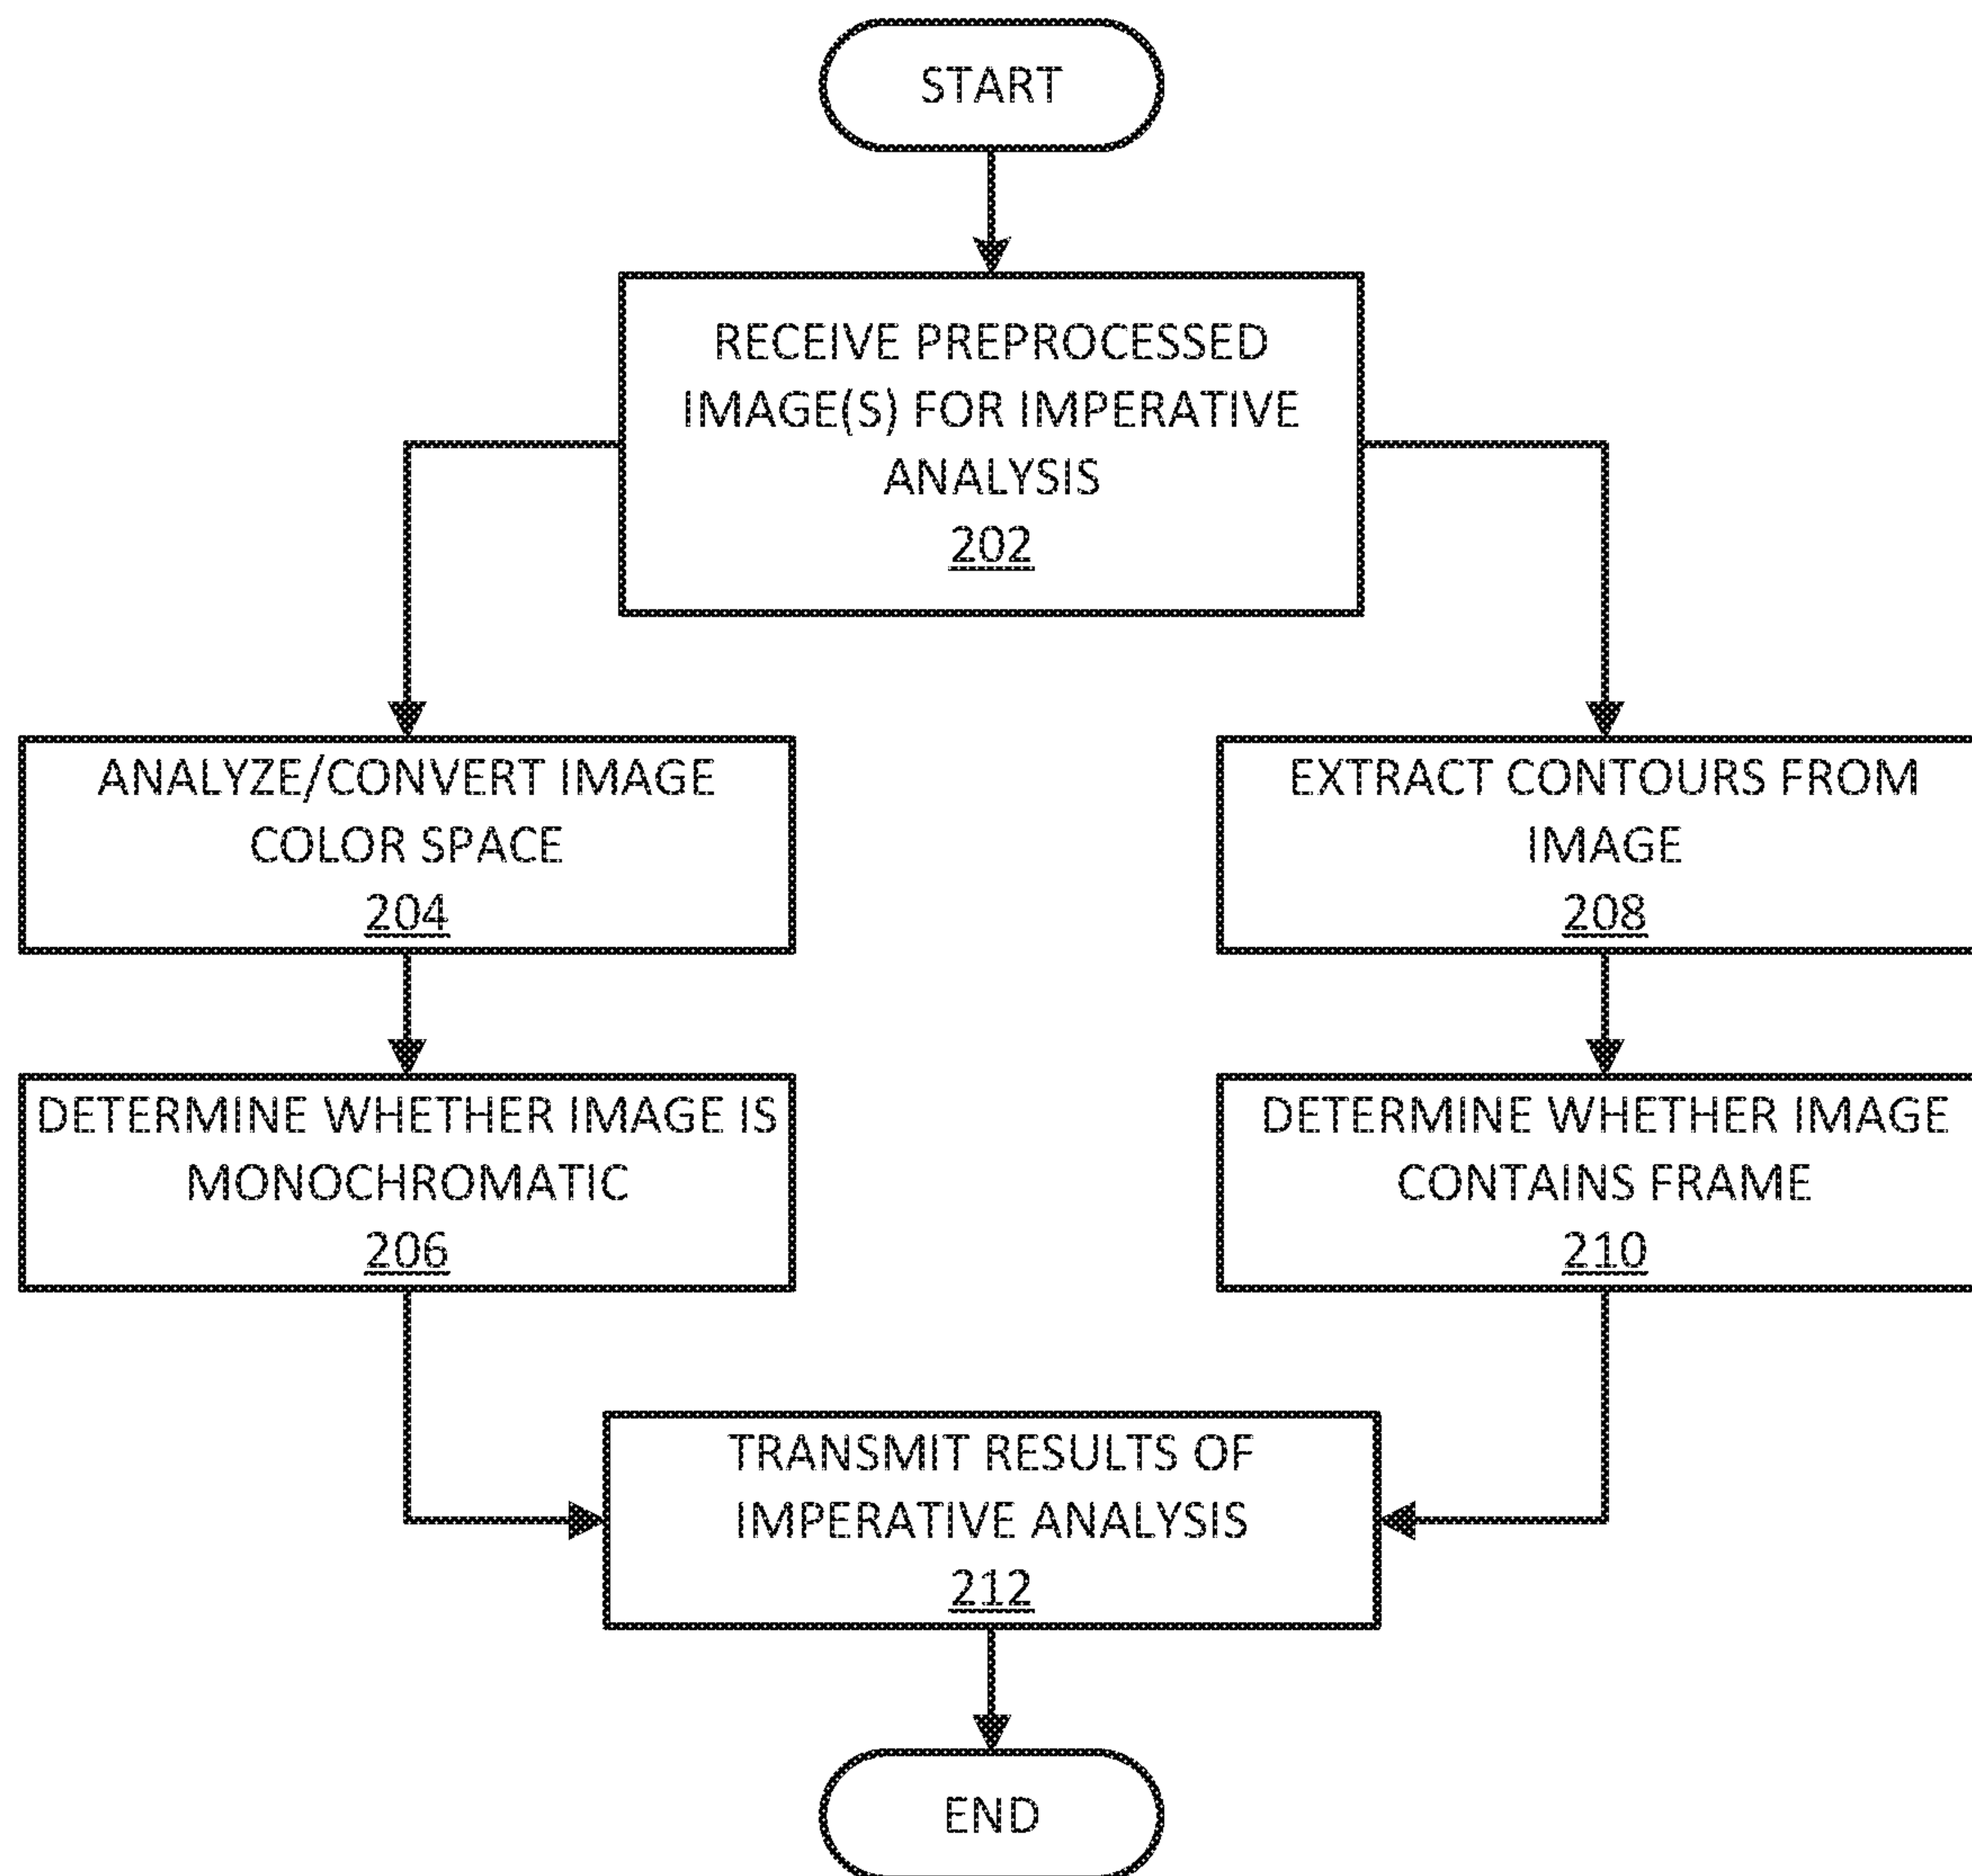 START
RECEIVE PREPROCESSED
IMAGE(S) FOR IMPERATIVE
ANALYSIS
202
ANALYZE/CONVERT IMAGE
COLOR SPACE
204
EXTRACT CONTOURS FROM
IMAGE
208
DETERMINE WHETHER IMAGE IS
MONOCHROMATIC
206
DETERMINE WHETHER IMAGE
CONTAINS FRAME
210
TRANSMIT RESULTS OF
IMPERATIVE ANALYSIS
212
END